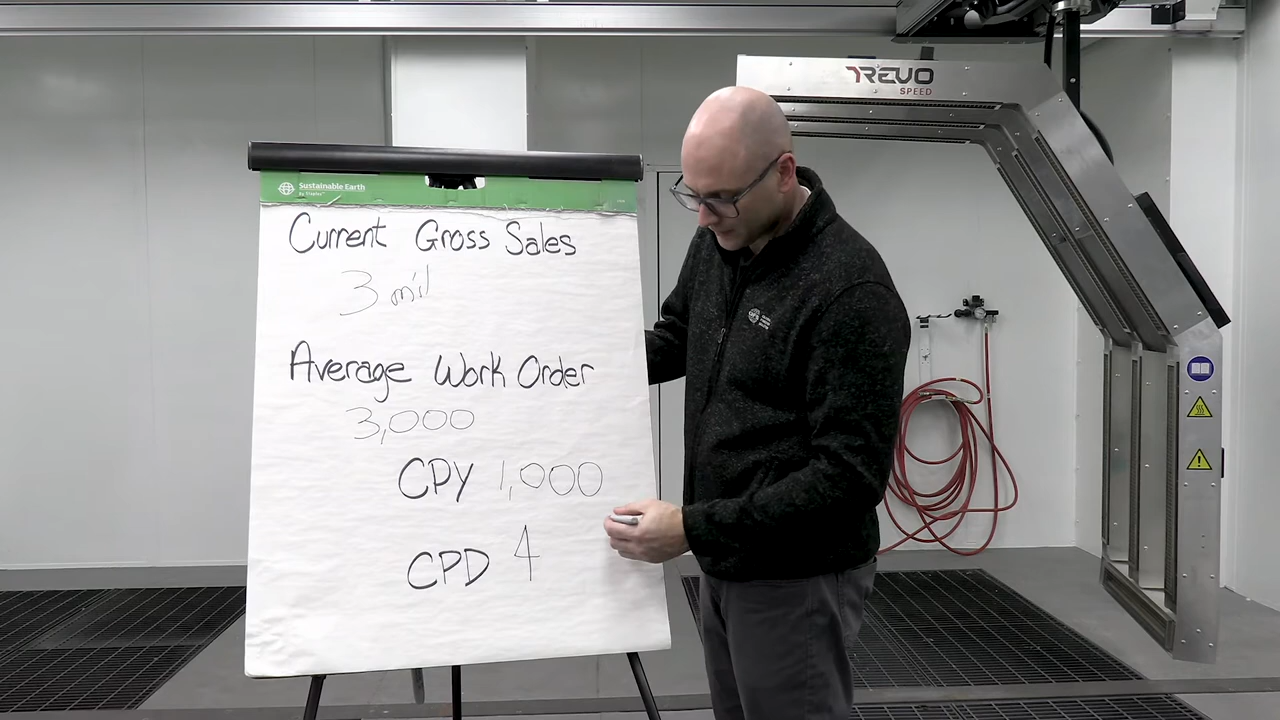 TREVO
SPEED
Sustainable Earth
By Staples
Current Gross Sales
3 mil
Average Work Order
3,000
CPY 1,000
CPD 4